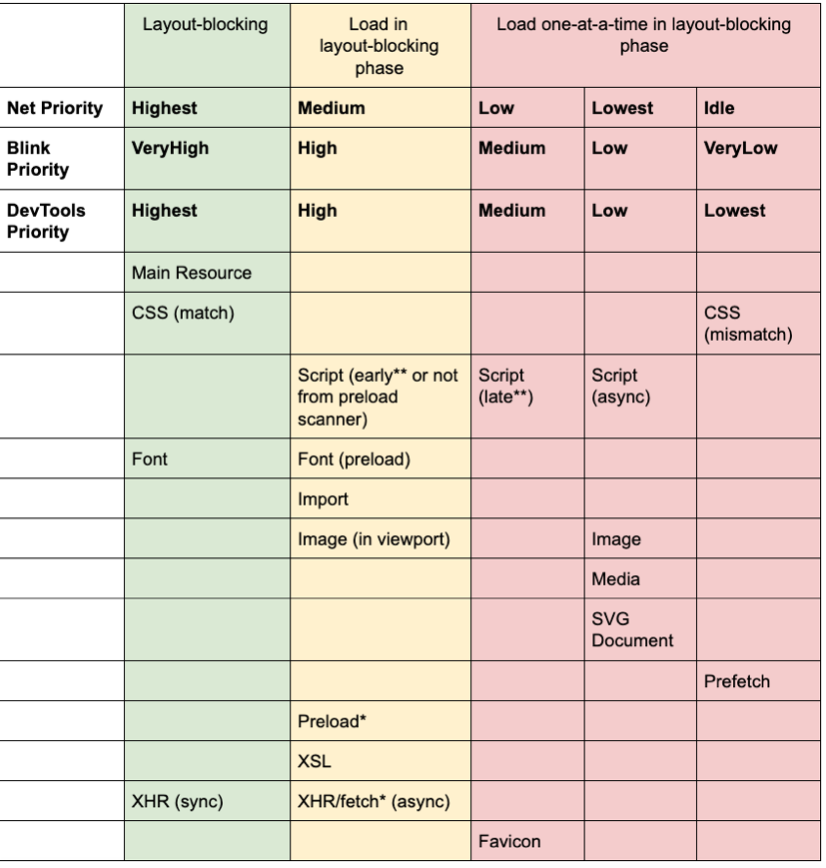 Layout-blocking
Load in
layout-blocking
phase
Load one-at-a-time in layout-blocking
phase
Net Priority Highest Medium Low Lowest Idle
Blink
Priority
VeryHigh High Medium Low VeryLow
DevTools
Priority
Highest High Medium Low Lowest
Main Resource
CSS (match)
CSS
(mismatch)
Script (early** or not
from preload
scanner)
Script
(late**)
Script
(async)
Font Font (preload)
Import
Image (in viewport) Image
Media
SVG
Document
Prefetch
Preload*
XSL
XHR (sync) XHR/fetch* (async)
Favicon